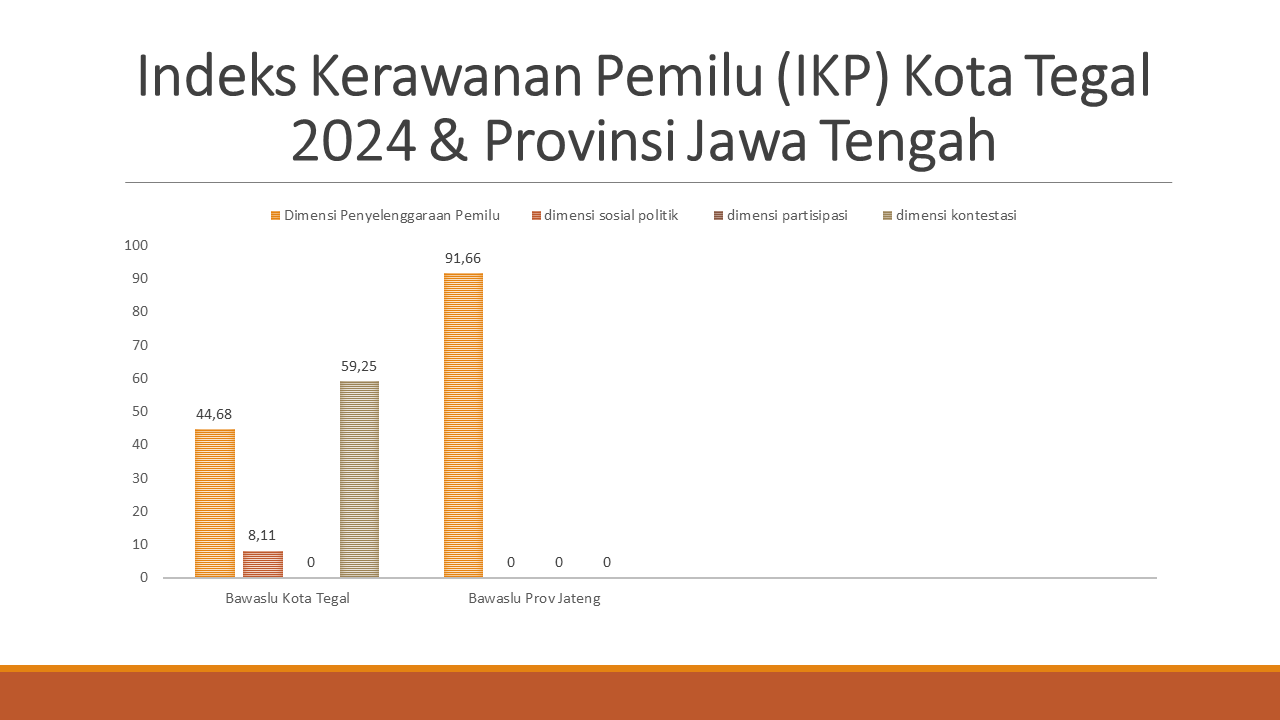 Indeks Kerawanan Pemilu (IKP) Kota Tegal
2024 & Provinsi Jawa Tengah
Dimensi Penyelenggaraan Pemilu
dimensi sosial politik
dimensi partisipasi
dimensi kontestasi
100
90
80
70
60
50
40
30
20
10
0
44,68
8,11
0
59,25
91,66
0
0
0
Bawaslu Kota Tegal
Bawaslu Prov Jateng